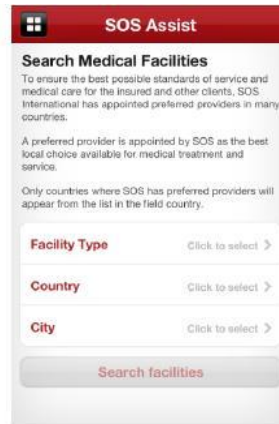 SOS Assist
Search Medical Facilities
To ensure the best possible standards of service and
medical care for the insured and other clients, SOS
International has appointed preferred providers in many
countries.
A preferred provider is appointed by SOS as the best
local choice available for medical treatment and
service.
Only countries where SOS has preferred providers will
appear from the list in the field country.
Facility Type Click to select
Country Click to select
City Click to select
Search facilities